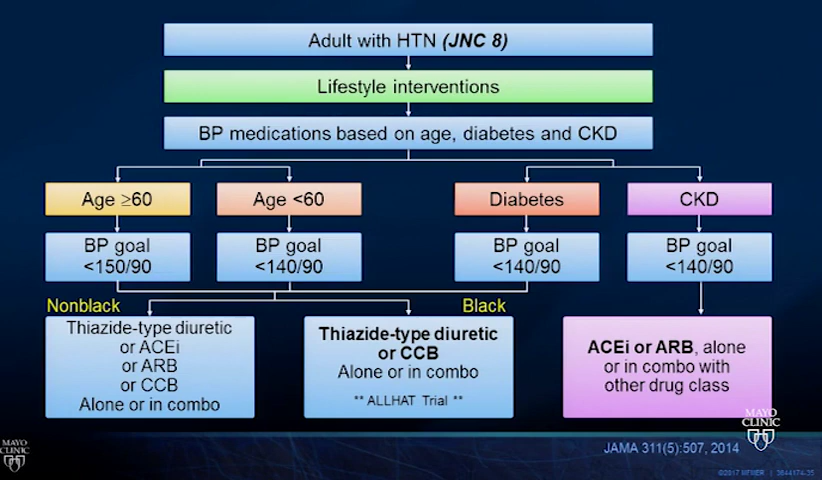 Adult with HTN (JNC 8)
Lifestyle interventions
BP medications based on age, diabetes and CKD
Age ≥60
Age <60
Diabetes
CKD
BP goal
<150/90
BP goal
<140/90
BP goal
<140/90
BP goal
<140/90
Nonblack
Black
Thiazide-type diuretic
or ACEi
or ARB
or CCB
Alone or in combo
Thiazide-type diuretic
or CCB
Alone or in combo
** ALLHAT Trial **
ACEi or ARB, alone
or in combo with
other drug class
MAYO
CLINIC
MAYO
CLINIC
JAMA 311(5):507, 2014
©2017 MFMER | 3644174-35